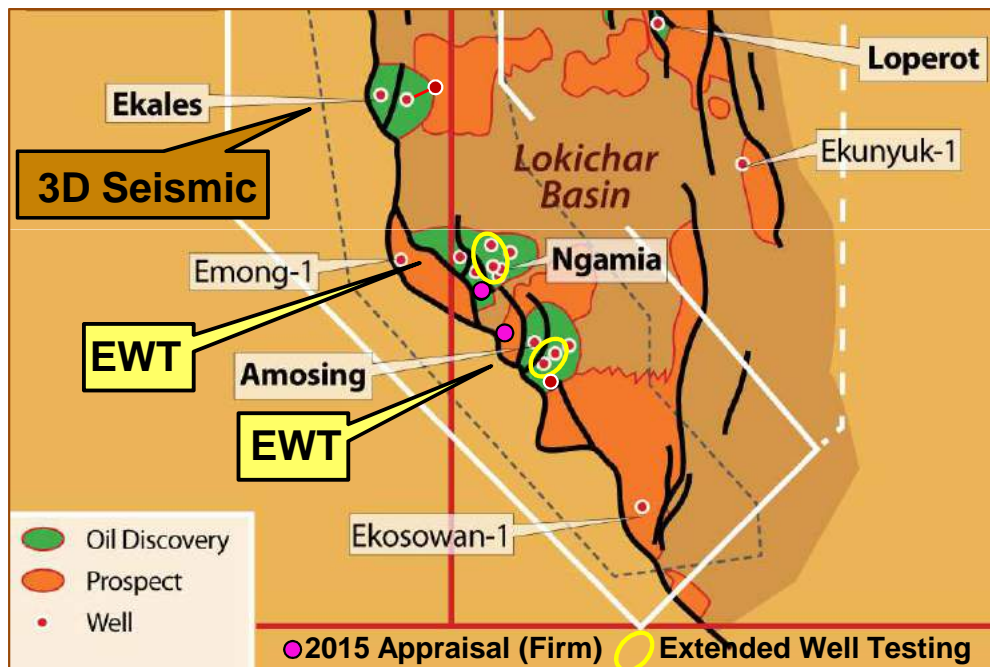 Loperot
Ekales
3D Seismic
Ekunyuk-1
Lokichar
Basin
Emong-1
Ngamia
EWT
Amosing
EWT
Ekosowan-1
Oil Discovery
Prospect
Well
2015 Appraisal (Firm)
Extended Well Testing